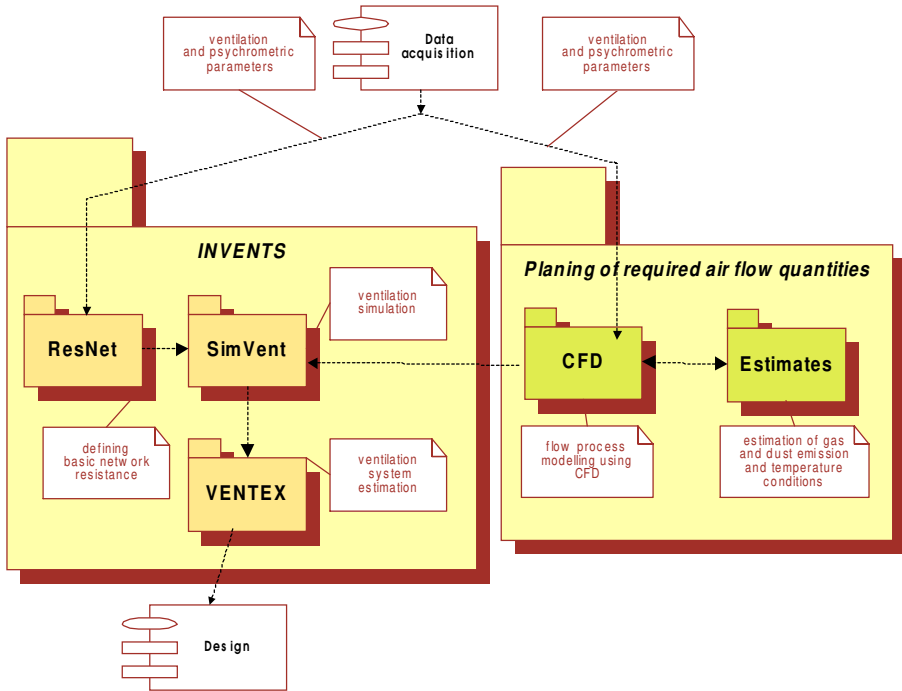 ventilation
and psychrometric
parameters
Data
acquisition
ventilation
and psychrometric
parameters
INVENTS
Planing of required air flow quantities
ventilation
simulation
ResNet
SimVent
CFD
Estimates
defining
basic network
resistance
VENTEX
ventilation
system
estimation
flow process
modelling using
CFD
estimation of gas
and dust emission
and temperature
conditions
Design